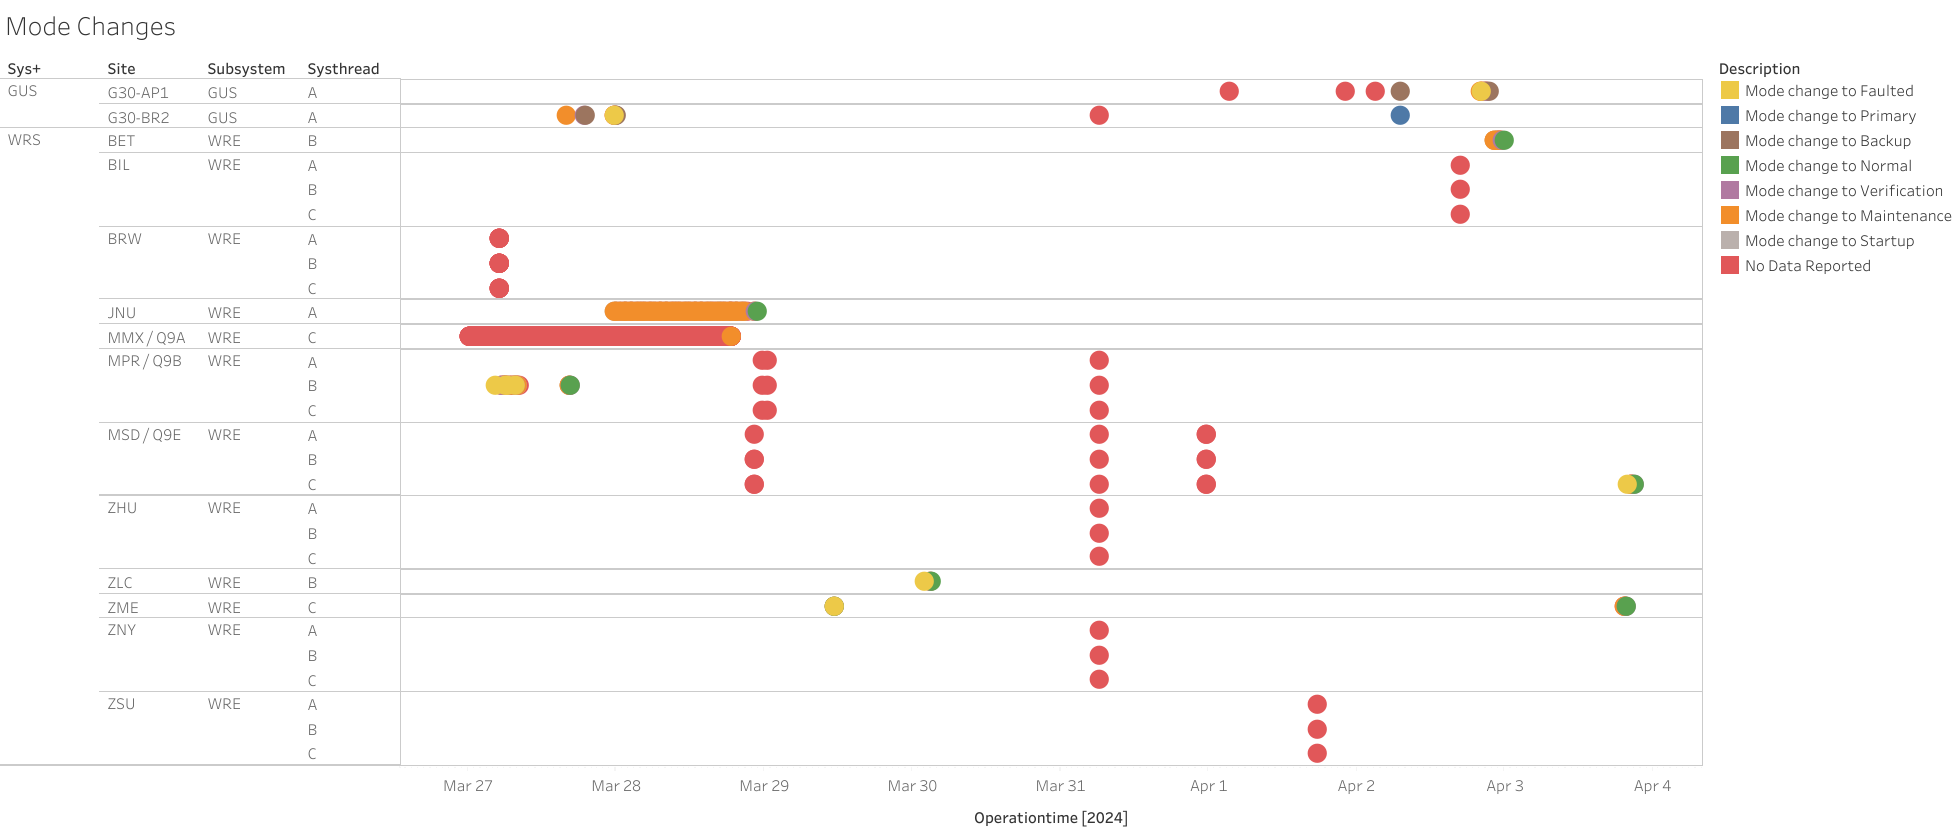 Mode Changes
Sys+ Site Subsystem Systhread Description
GUS G30-AP1 GUS A Mode change to Faulted
G30-BR2 GUS A Mode change to Primary
WRS BET WRE B Mode change to Backup
BIL WRE A Mode change to Normal
B Mode change to Verification
C Mode change to Maintenance
BRW WRE A Mode change to Startup
B No Data Reported
C
JNU WRE A
MMX / Q9A WRE C
MPR / Q9B WRE A
B
C
MSD / Q9E WRE A
B
C
ZHU WRE A
B
C
ZLC WRE B
ZME WRE C
ZNY WRE A
B
C
ZSU WRE A
B
C
Mar 27 Mar 28 Mar 29 Mar 30 Mar 31 Apr 1 Apr 2 Apr 3 Apr 4
Operationtime [2024]